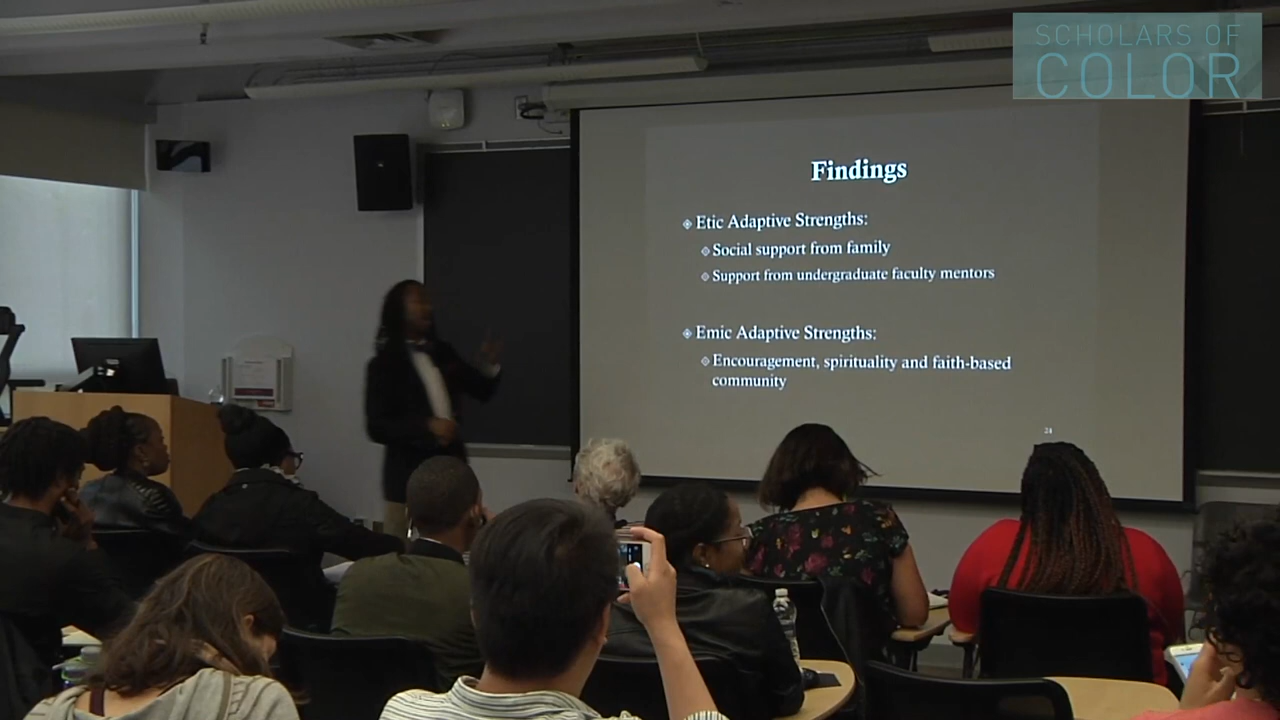 SCHOLARS OF
COLOR
Findings
Etic Adaptive Strengths:
Social support from family
Support from undergraduate faculty mentors
Emic Adaptive Strengths:
Encouragement, spirituality and faith-based
community
24